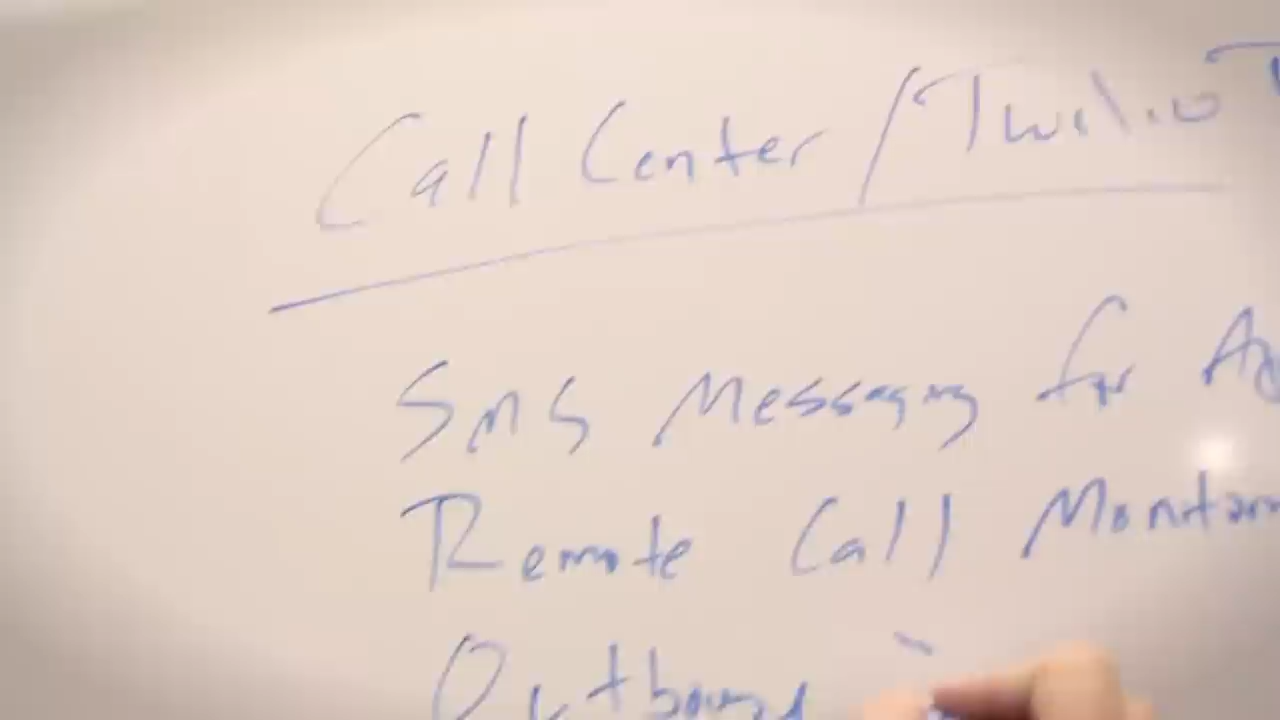 Call Center / Twilio
SMS Messaging for
Remote Call
Outbound